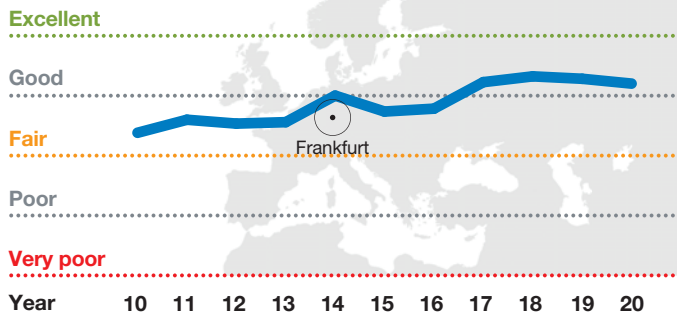 Excellent
Good
Fair
Frankfurt
Poor
Very poor
Year 10 11 12 13 14 15 16 17 18 19 20